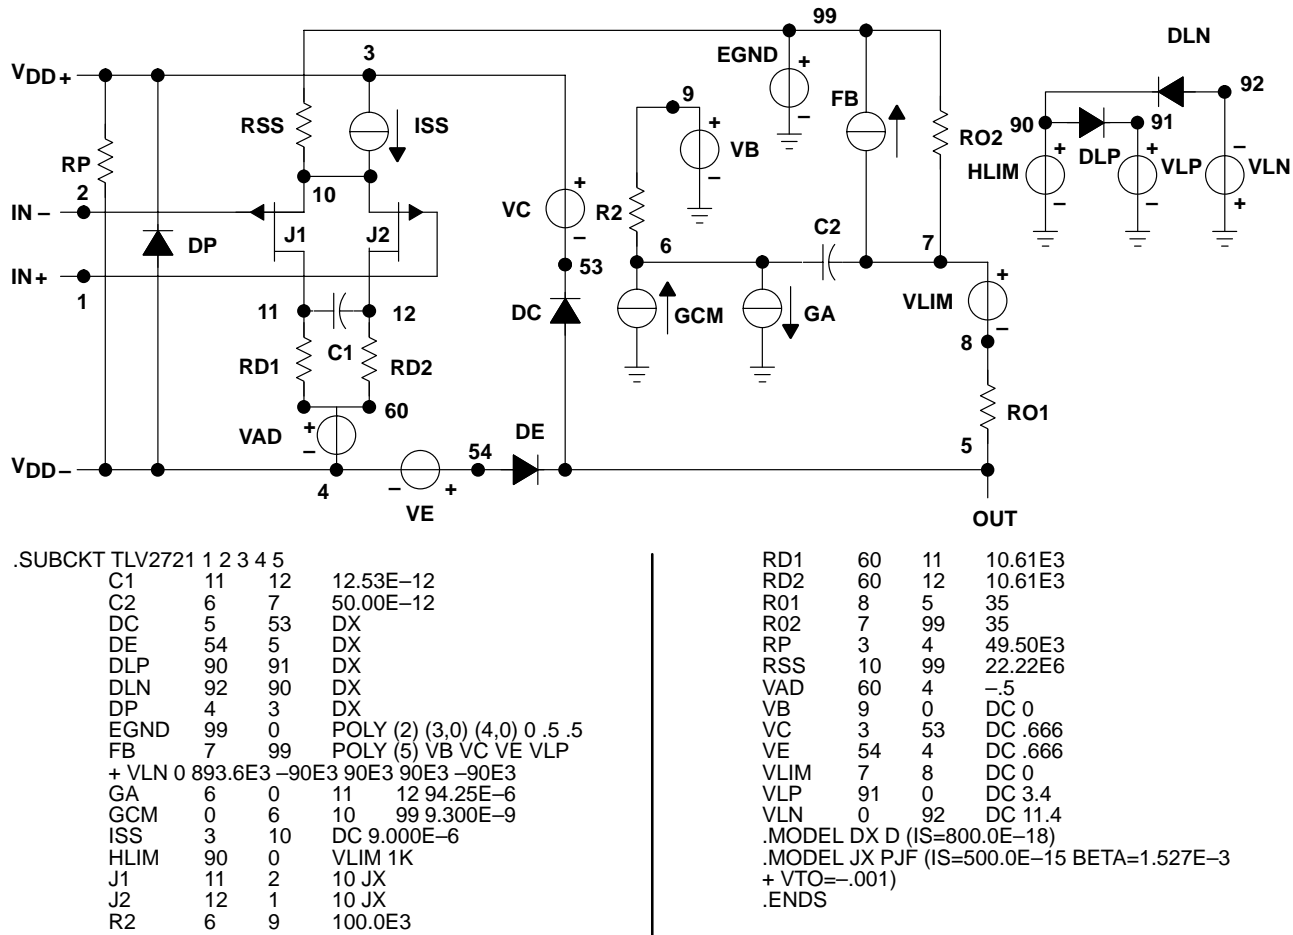 99
3
DLN
VDD+
EGND
+
92
9
FB
RSS
ISS
+
–
90
91
RO2
–
RP
VB
+
DLP
+
–
2
10
–
HLIM
VLP
VLN
IN –
+
R2
–
–
+
VC
J1
J2
C2
DP
–
6
7
IN +
53
+
1
11
12
DC
GCM
GA
VLIM
–
C1
8
RD1
RD2
60
RO1
+
VAD
DE
–
54
5
VDD–
4
–
+
VE
OUT
.SUBCKT TLV2721 1 2 3 4 5
C1 11 12 12.53E–12
C2 6 7 50.00E–12
DC 5 53 DX
DE 54 5 DX
DLP 90 91 DX
DLN 92 90 DX
DP 4 3 DX
EGND 99 0 POLY (2) (3,0) (4,0) 0 .5 .5
FB 7 99 POLY (5) VB VC VE VLP
+ VLN 0 893.6E3 –90E3 90E3 90E3 –90E3
GA 6 0 11 12 94.25E–6
GCM 0 6 10 99 9.300E–9
ISS 3 10 DC 9.000E–6
HLIM 90 0 VLIM 1K
J1 11 2 10 JX
J2 12 1 10 JX
R2 6 9 100.0E3
RD1 60 11 10.61E3
RD2 60 12 10.61E3
R01 8 5 35
R02 7 99 35
RP 3 4 49.50E3
RSS 10 99 22.22E6
VAD 60 4 –.5
VB 9 0 DC 0
VC 3 53 DC .666
VE 54 4 DC .666
VLIM 7 8 DC 0
VLP 91 0 DC 3.4
VLN 0 92 DC 11.4
.MODEL DX D (IS=800.0E–18)
.MODEL JX PJF (IS=500.0E–15 BETA=1.527E–3
+ VTO=–.001)
.ENDS